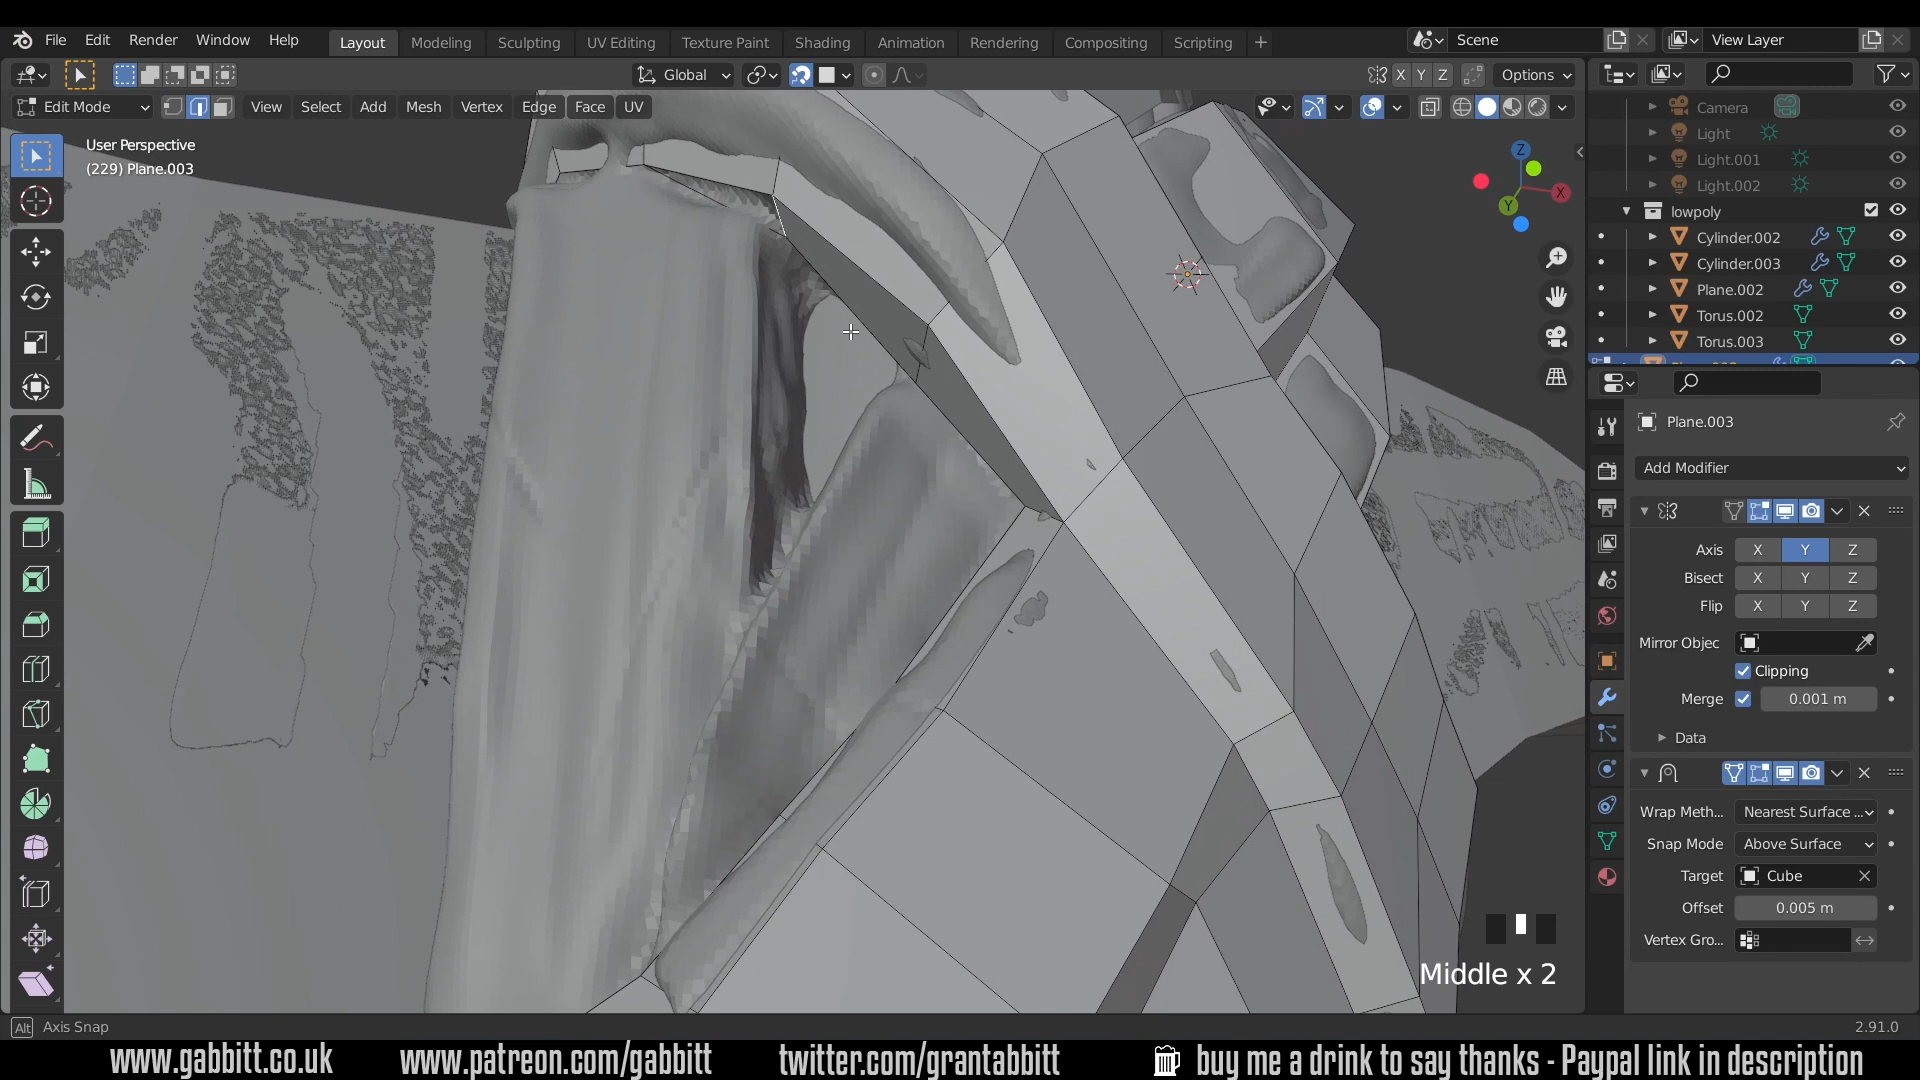 File Edit Render Window Help Layout Modeling Sculpting UV Editing Texture Paint Shading Animation Rendering Compositing Scripting Scene View Layer
Global X Y Z Options
Edit Mode View Select Add Mesh Vertex Edge Face UV
User Perspective
(229) Plane.003
Z
X
Y
Camera
Light
Light.001
Light.002
lowpoly
Cylinder.002
Cylinder.003
Plane.002
Torus.002
Torus.003
Plane.003
Add Modifier
Axis X Y Z
Bisect X Y Z
Flip X Y Z
Mirror Objec
Clipping
Merge 0.001 m
Data
Wrap Meth... Nearest Surface ...
Snap Mode Above Surface
Target Cube
Offset 0.005 m
Vertex Gro...
Middle x 2
Alt Axis Snap 2.91.0
www.gabbitt.co.uk www.patreon.com/gabbitt twitter.com/grantabbitt buy me a drink to say thanks - Paypal link in description